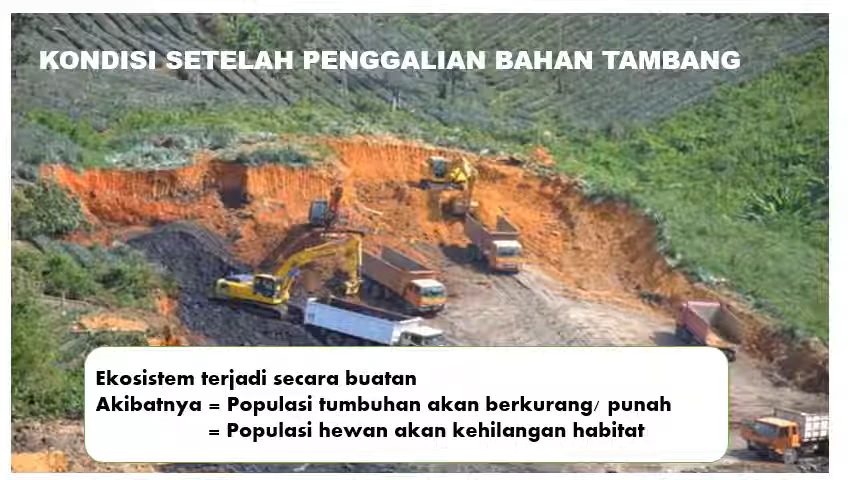 KONDISI SETELAH PENGGALIAN BAHAN TAMBANG
Ekosistem terjadi secara buatan
Akibatnya = Populasi tumbuhan akan berkurang/ punah
= Populasi hewan akan kehilangan habitat